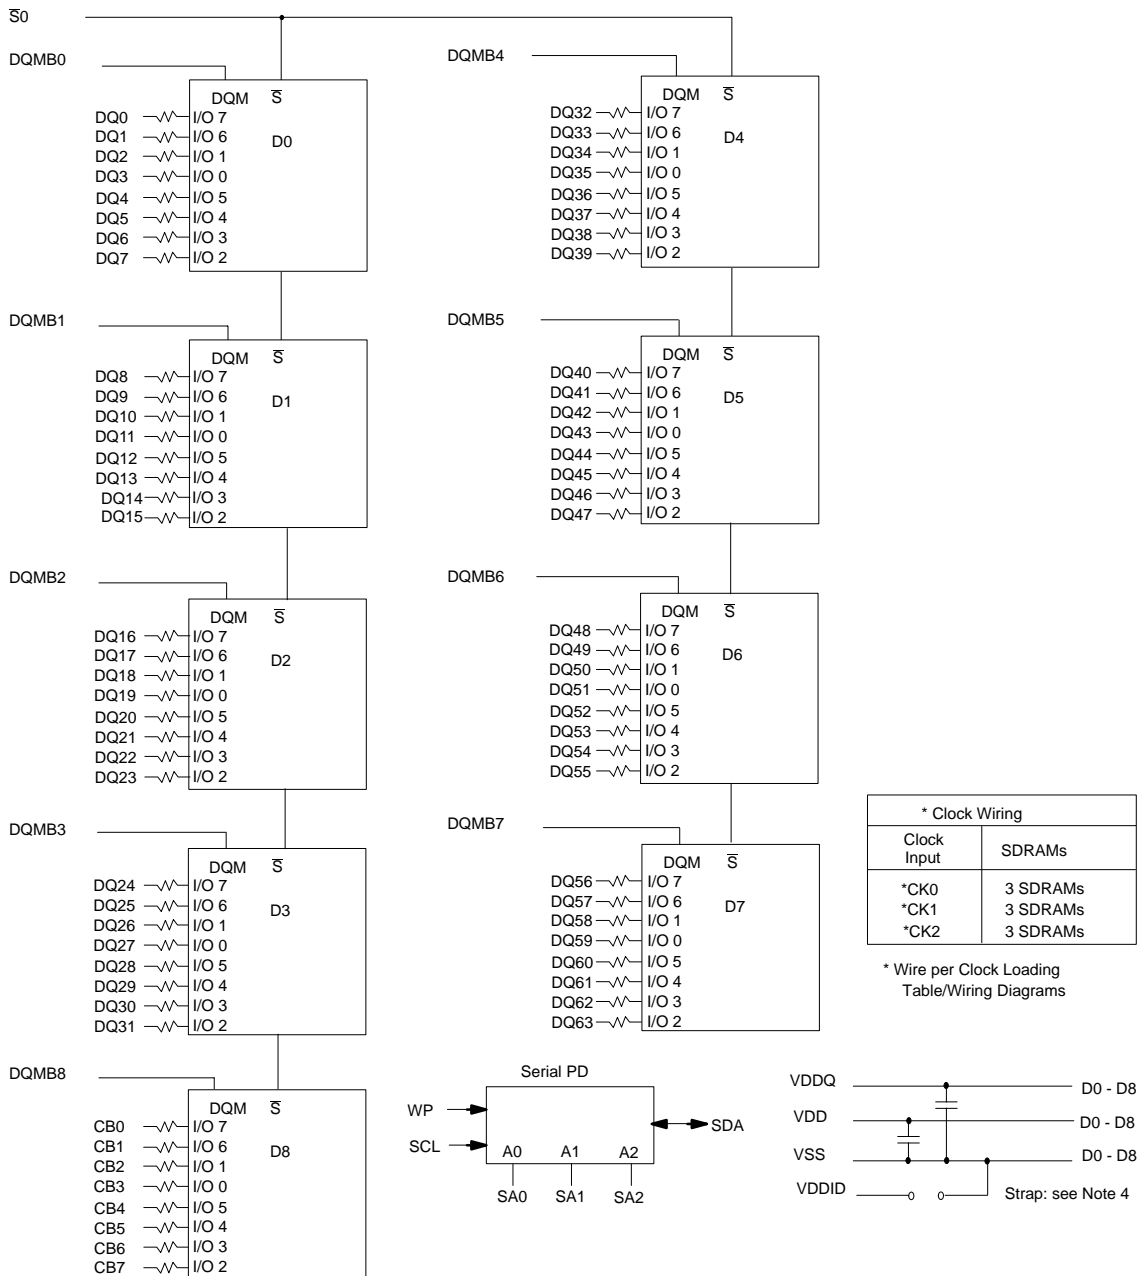 S̅0
DQMB0
DQM S̅
D0
DQ0 I/O 7
DQ1 I/O 6
DQ2 I/O 1
DQ3 I/O 0
DQ4 I/O 5
DQ5 I/O 4
DQ6 I/O 3
DQ7 I/O 2
DQMB1
DQM S̅
D1
DQ8 I/O 7
DQ9 I/O 6
DQ10 I/O 1
DQ11 I/O 0
DQ12 I/O 5
DQ13 I/O 4
DQ14 I/O 3
DQ15 I/O 2
DQMB2
DQM S̅
D2
DQ16 I/O 7
DQ17 I/O 6
DQ18 I/O 1
DQ19 I/O 0
DQ20 I/O 5
DQ21 I/O 4
DQ22 I/O 3
DQ23 I/O 2
DQMB3
DQM S̅
D3
DQ24 I/O 7
DQ25 I/O 6
DQ26 I/O 1
DQ27 I/O 0
DQ28 I/O 5
DQ29 I/O 4
DQ30 I/O 3
DQ31 I/O 2
DQMB8
DQM S̅
D8
CB0 I/O 7
CB1 I/O 6
CB2 I/O 1
CB3 I/O 0
CB4 I/O 5
CB5 I/O 4
CB6 I/O 3
CB7 I/O 2
DQMB4
DQM S̅
D4
DQ32 I/O 7
DQ33 I/O 6
DQ34 I/O 1
DQ35 I/O 0
DQ36 I/O 5
DQ37 I/O 4
DQ38 I/O 3
DQ39 I/O 2
DQMB5
DQM S̅
D5
DQ40 I/O 7
DQ41 I/O 6
DQ42 I/O 1
DQ43 I/O 0
DQ44 I/O 5
DQ45 I/O 4
DQ46 I/O 3
DQ47 I/O 2
DQMB6
DQM S̅
D6
DQ48 I/O 7
DQ49 I/O 6
DQ50 I/O 1
DQ51 I/O 0
DQ52 I/O 5
DQ53 I/O 4
DQ54 I/O 3
DQ55 I/O 2
DQMB7
DQM S̅
D7
DQ56 I/O 7
DQ57 I/O 6
DQ58 I/O 1
DQ59 I/O 0
DQ60 I/O 5
DQ61 I/O 4
DQ62 I/O 3
DQ63 I/O 2
Serial PD
WP
SCL
SDA
A0 A1 A2
SA0 SA1 SA2
* Clock Wiring
Clock
Input
SDRAMs
*CK0 3 SDRAMs
*CK1 3 SDRAMs
*CK2 3 SDRAMs
* Wire per Clock Loading
Table/Wiring Diagrams
VDDQ D0 - D8
VDD D0 - D8
VSS D0 - D8
VDDID Strap: see Note 4